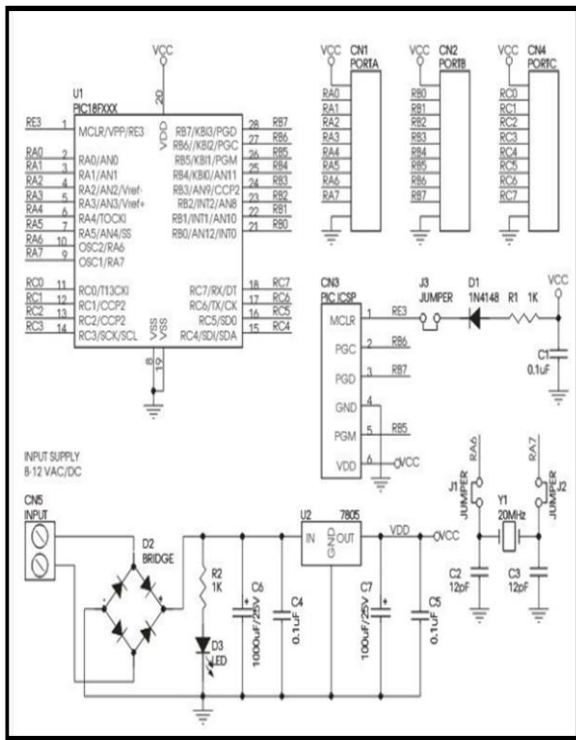 VCC
U1
PIC18FXXX
20
VDD
RE3 1 MCLR/VPP/RE3
RA0 2 RA0/AN0
RA1 3 RA1/AN1
RA2 4 RA2/AN2/Vref-
RA3 5 RA3/AN3/Vref+
RA4 6 RA4/TOCKI
RA5 7 RA5/AN4/SS
RA6 10 OSC2/RA6
RA7 9 OSC1/RA7
RC0 11 RC0/T13CKI
RC1 12 RC1/CCP2
RC2 13 RC2/CCP2
RC3 14 RC3/SCK/SCL
RB7/KBI3/PGD 28 RB7
RB6//KBI2/PGC 27 RB6
RB5/KBI1/PGM 26 RB5
RB4/KBI0/AN11 25 RB4
RB3/AN9/CCP2 24 RB3
RB2/INT2/AN8 23 RB2
RB1/INT1/AN10 22 RB1
RB0/AN12/INT0 21 RB0
RC7/RX/DT 18 RC7
RC6/TX/CK 17 RC6
RC5/SD0 16 RC5
RC4/SDI/SDA 15 RC4
VSS
VSS
8
19
VCC
CN1
PORTA
RA0
RA1
RA2
RA3
RA4
RA5
RA6
RA7
VCC
CN2
PORTB
RB0
RB1
RB2
RB3
RB4
RB5
RB6
RB7
VCC
CN4
PORTC
RC0
RC1
RC2
RC3
RC4
RC5
RC6
RC7
CN3
PIC ICSP
MCLR 1 RE3
PGC 2 RB6
PGD 3 RB7
GND 4
PGM 5 RB5
VDD 6 VCC
J3
JUMPER
D1
1N4148
R1 1K
VCC
C1
0.1uF
RA6
RA7
J1
JUMPER
Y1
20MHz
J2
JUMPER
C2
12pF
C3
12pF
INPUT SUPPLY
8-12 VAC/DC
CN5
INPUT
D2
BRIDGE
-
+
R2
1K
D3
LED
+
C6
1000uF/25V
C4
0.1uF
U2 7805
IN GND OUT
VDD VCC
+
C7
100uF/25V
C5
0.1uF